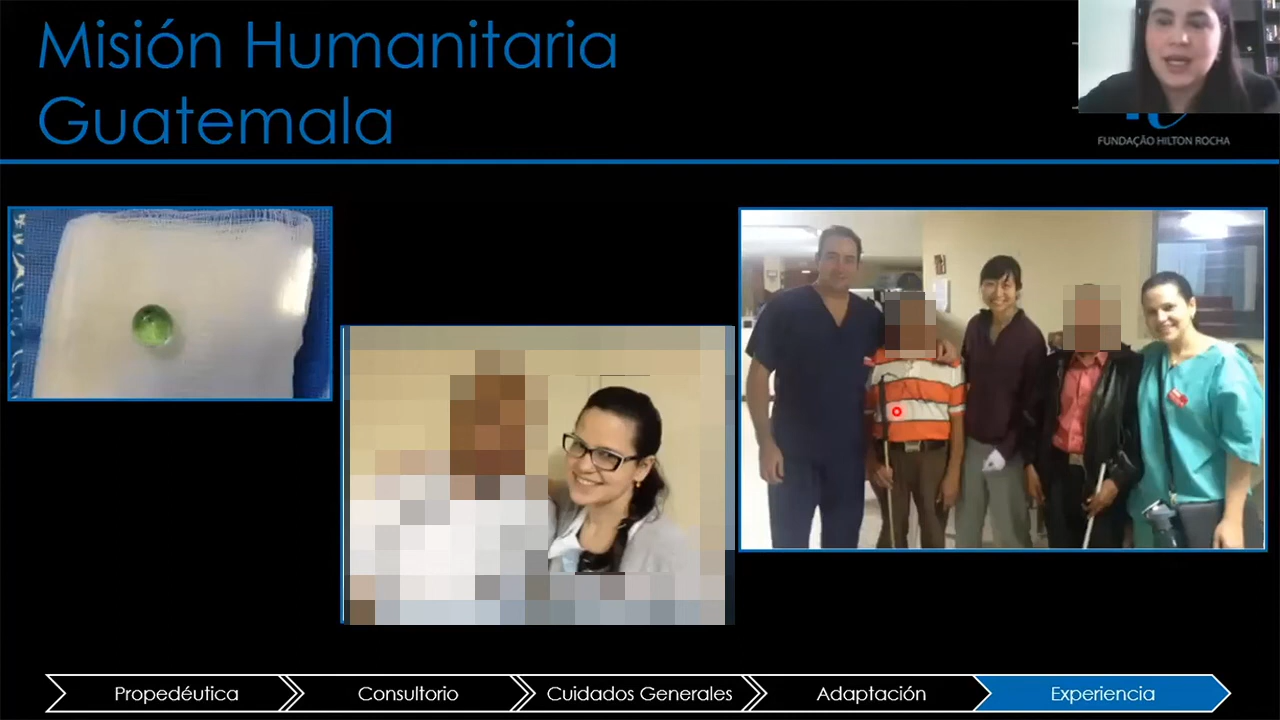 Misión Humanitaria
Guatemala
FUNDAÇÃO HILTON ROCHA
Propedéutica
Consultorio
Cuidados Generales
Adaptación
Experiencia